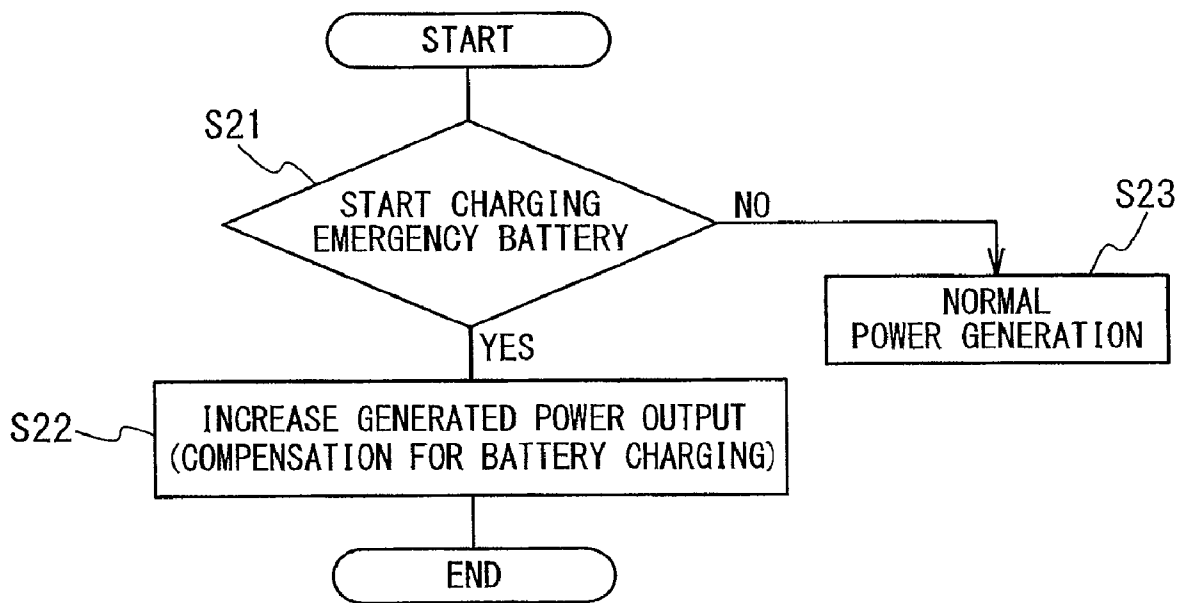 START
S21
START CHARGING
EMERGENCY BATTERY
NO
S23
NORMAL
POWER GENERATION
YES
S22
INCREASE GENERATED POWER OUTPUT
(COMPENSATION FOR BATTERY CHARGING)
END